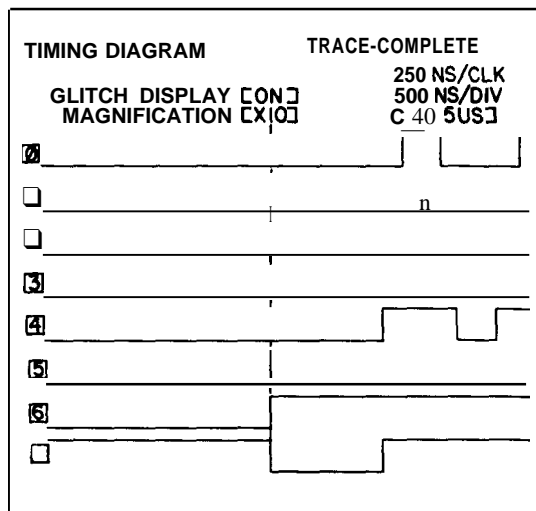 TIMING DIAGRAM
TRACE-COMPLETE
250 NS/CLK
GLITCH DISPLAY [ON]
500 NS/DIV
MAGNIFICATION [X10]
C 40 5US]
0
n
3
4
5
6